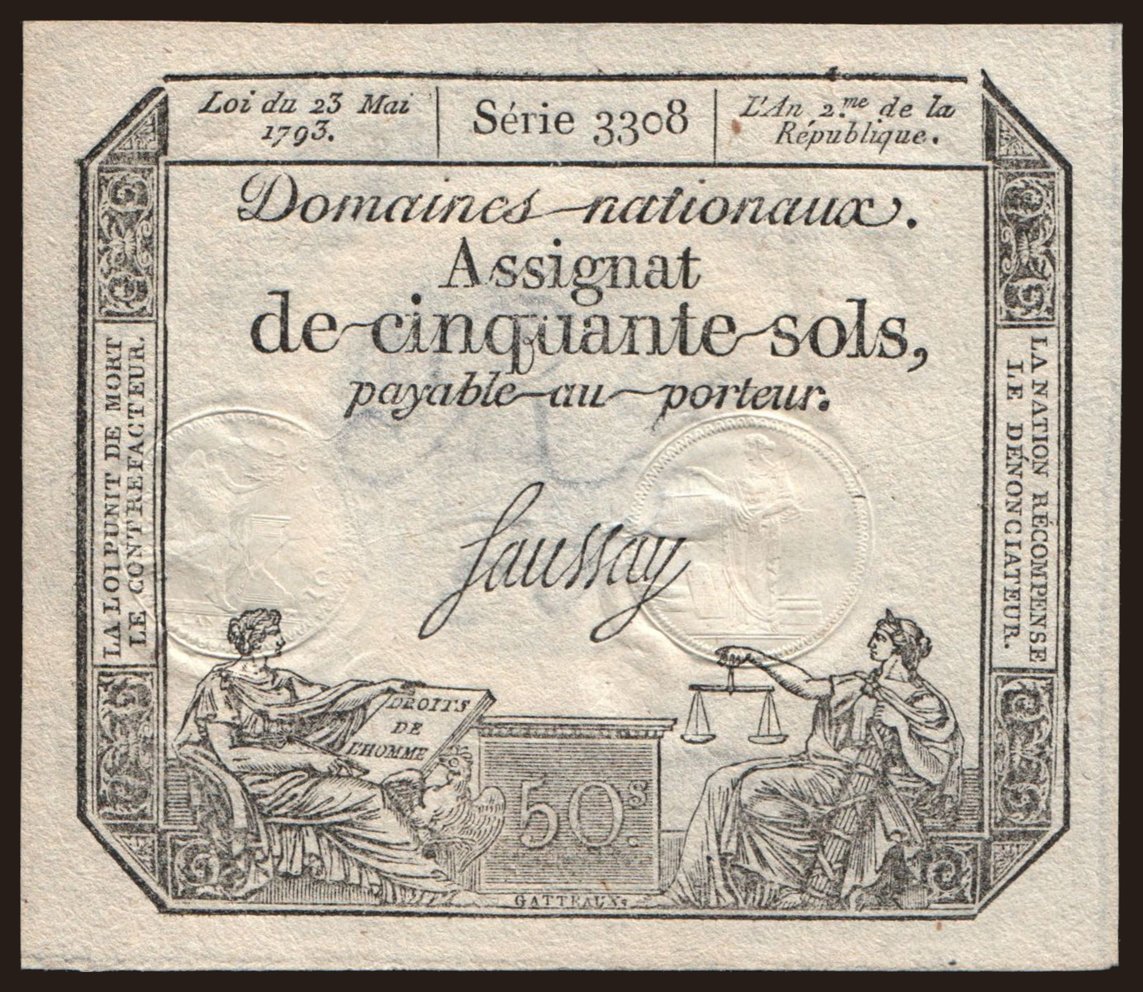 Loi du 23 Mai
1793.
Série 3308
L'An 2.me de la
République.
Domaines nationaux.
Assignat
de cinquante sols,
payable au porteur.
LA LOI PUNIT DE MORT
LE CONTREFACTEUR.
LA NATION RÉCOMPENSE
LE DÉNONCIATEUR.
Saussay
DROITS
DE
L'HOMME
50.s
GATTEAUX